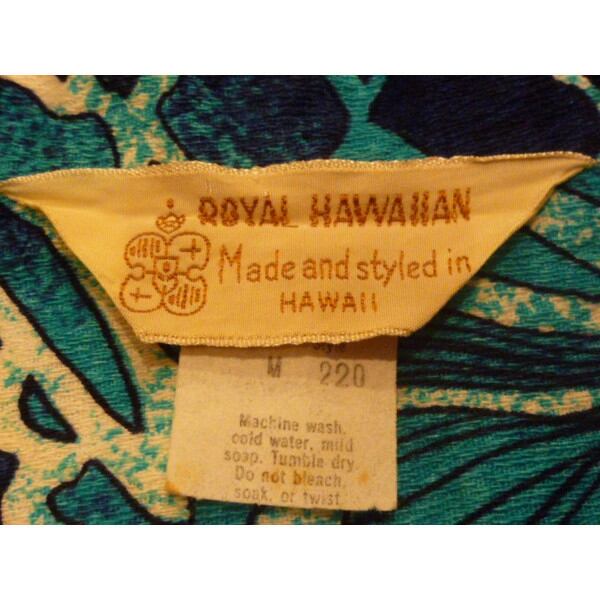 ROYAL HAWAIIAN
Made and styled in
HAWAII
Style
M 220
Machine wash,
cold water, mild
soap. Tumble dry.
Do not bleach,
soak, or twist.